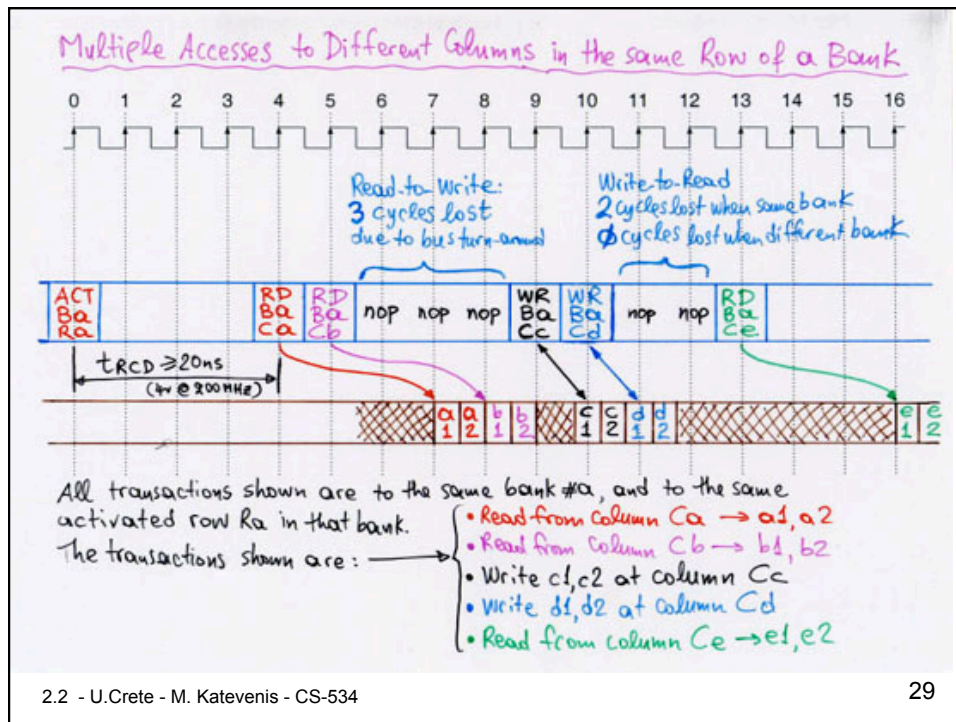 Multiple Accesses to Different Columns in the same Row of a Bank
0 1 2 3 4 5 6 7 8 9 10 11 12 13 14 15 16
Read-to-Write:
3 cycles lost
due to bus turn-around
Write-to-Read
2 cycles lost when same bank
0 cycles lost when different bank
ACT
Ba
Ra
RD
Ba
Ca
RD
Ba
Cb
nop nop nop
WR
Ba
Cc
WR
Ba
Cd
nop nop
RD
Ba
Ce
tRCD ≥20ns
(4~ @ 200MHz)
a1 a2 b1 b2 c1 c2 d1 d2 e1 e2
All transactions shown are to the same bank #a, and to the same
activated row Ra in that bank.
The transactions shown are:
• Read from column Ca → a1, a2
• Read from column Cb → b1, b2
• Write c1,c2 at column Cc
• Write d1,d2 at column Cd
• Read from column Ce → e1,e2
2.2 - U.Crete - M. Katevenis - CS-534
29